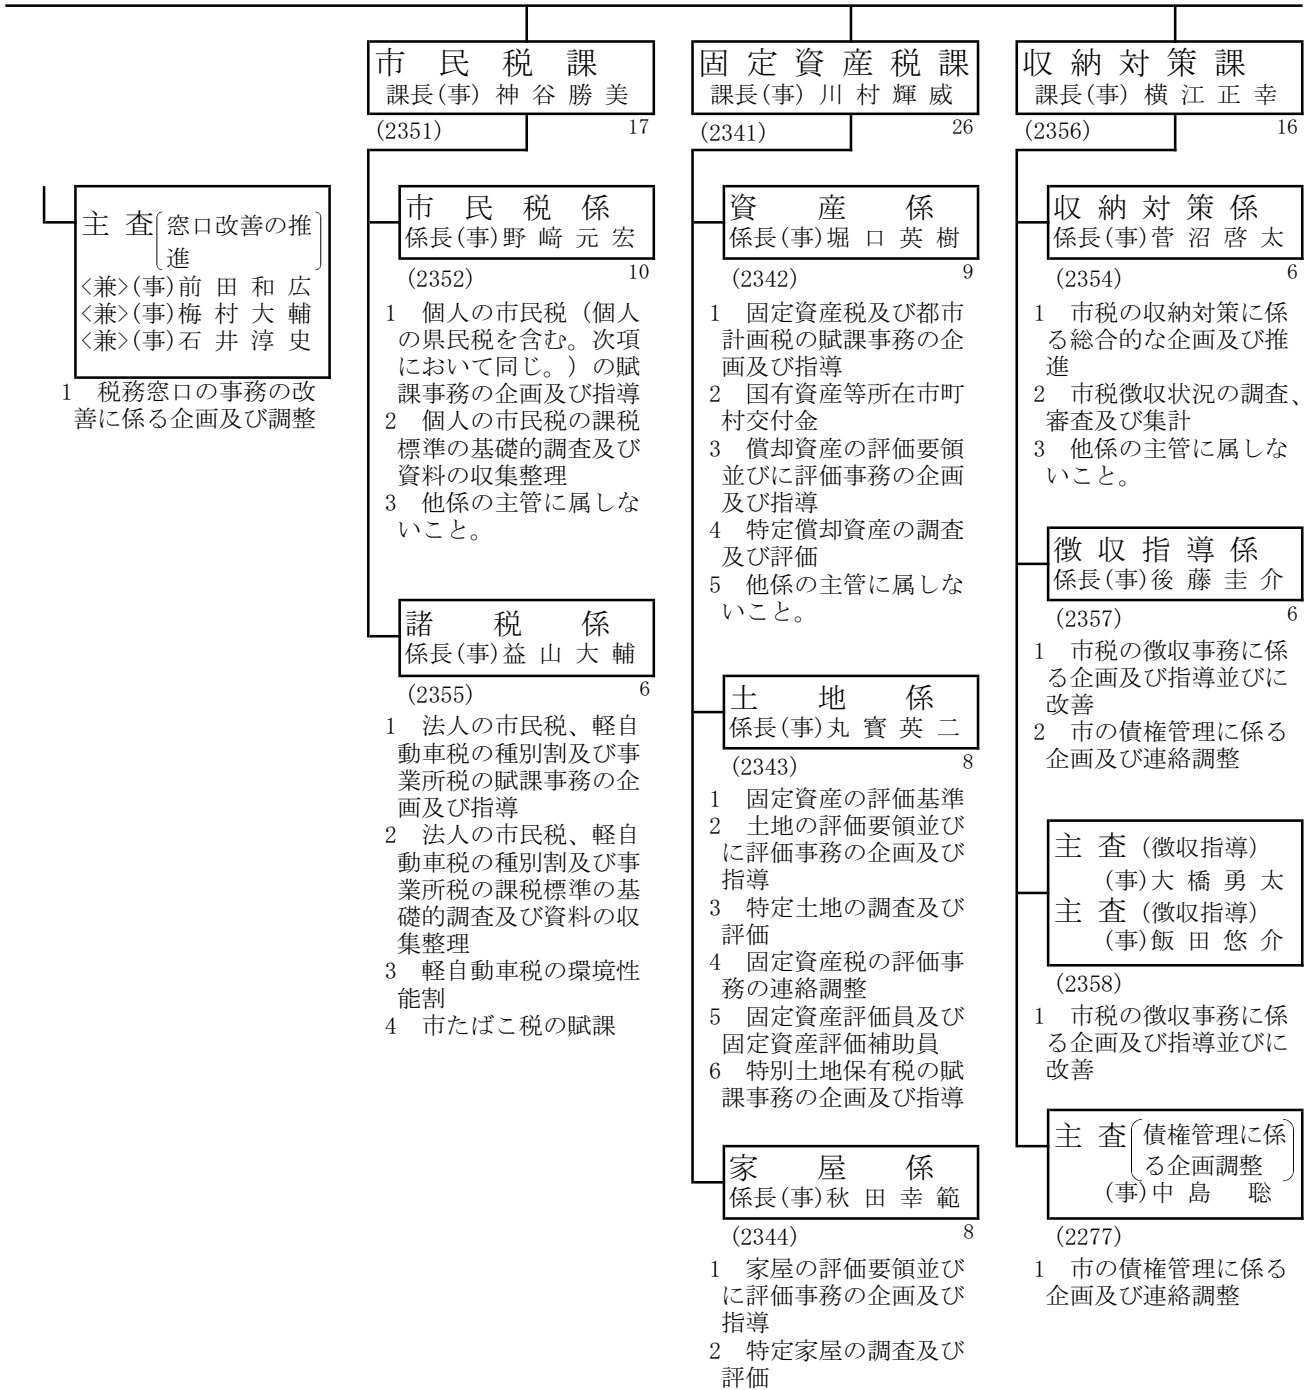 主 査 窓口改善の推
進
<兼>(事)前 田 和 広
<兼>(事)梅 村 大 輔
<兼>(事)石 井 淳 史
1 税務窓口の事務の改
善に係る企画及び調整
市 民 税 課
課長(事) 神 谷 勝 美
(2351) 17
市 民 税 係
係長(事)野 﨑 元 宏
(2352) 10
1 個人の市民税(個人
の県民税を含む。次項
において同じ。)の賦
課事務の企画及び指導
2 個人の市民税の課税
標準の基礎的調査及び
資料の収集整理
3 他係の主管に属しな
いこと。
諸 税 係
係長(事)益 山 大 輔
(2355) 6
1 法人の市民税、軽自
動車税の種別割及び事
業所税の賦課事務の企
画及び指導
2 法人の市民税、軽自
動車税の種別割及び事
業所税の課税標準の基
礎的調査及び資料の収
集整理
3 軽自動車税の環境性
能割
4 市たばこ税の賦課
固 定 資 産 税 課
課長(事) 川 村 輝 威
(2341) 26
資 産 係
係長(事)堀 口 英 樹
(2342) 9
1 固定資産税及び都市
計画税の賦課事務の企
画及び指導
2 国有資産等所在市町
村交付金
3 償却資産の評価要領
並びに評価事務の企画
及び指導
4 特定償却資産の調査
及び評価
5 他係の主管に属しな
いこと。
土 地 係
係長(事)丸 寳 英 二
(2343) 8
1 固定資産の評価基準
2 土地の評価要領並び
に評価事務の企画及び
指導
3 特定土地の調査及び
評価
4 固定資産税の評価事
務の連絡調整
5 固定資産評価員及び
固定資産評価補助員
6 特別土地保有税の賦
課事務の企画及び指導
家 屋 係
係長(事)秋 田 幸 範
(2344) 8
1 家屋の評価要領並び
に評価事務の企画及び
指導
2 特定家屋の調査及び
評価
収 納 対 策 課
課長(事) 横 江 正 幸
(2356) 16
収 納 対 策 係
係長(事)菅 沼 啓 太
(2354) 6
1 市税の収納対策に係
る総合的な企画及び推
進
2 市税徴収状況の調査、
審査及び集計
3 他係の主管に属しな
いこと。
徴 収 指 導 係
係長(事)後 藤 圭 介
(2357) 6
1 市税の徴収事務に係
る企画及び指導並びに
改善
2 市の債権管理に係る
企画及び連絡調整
主 査 (徴収指導)
(事)大 橋 勇 太
主 査 (徴収指導)
(事)飯 田 悠 介
(2358)
1 市税の徴収事務に係
る企画及び指導並びに
改善
主 査 債権管理に係
る企画調整
(事)中 島 聡
(2277)
1 市の債権管理に係る
企画及び連絡調整